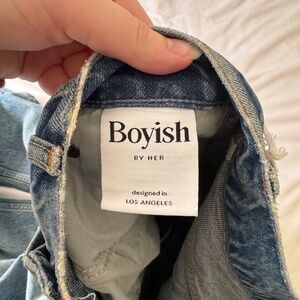 Boyish
BY HER
designed in
LOS ANGELES